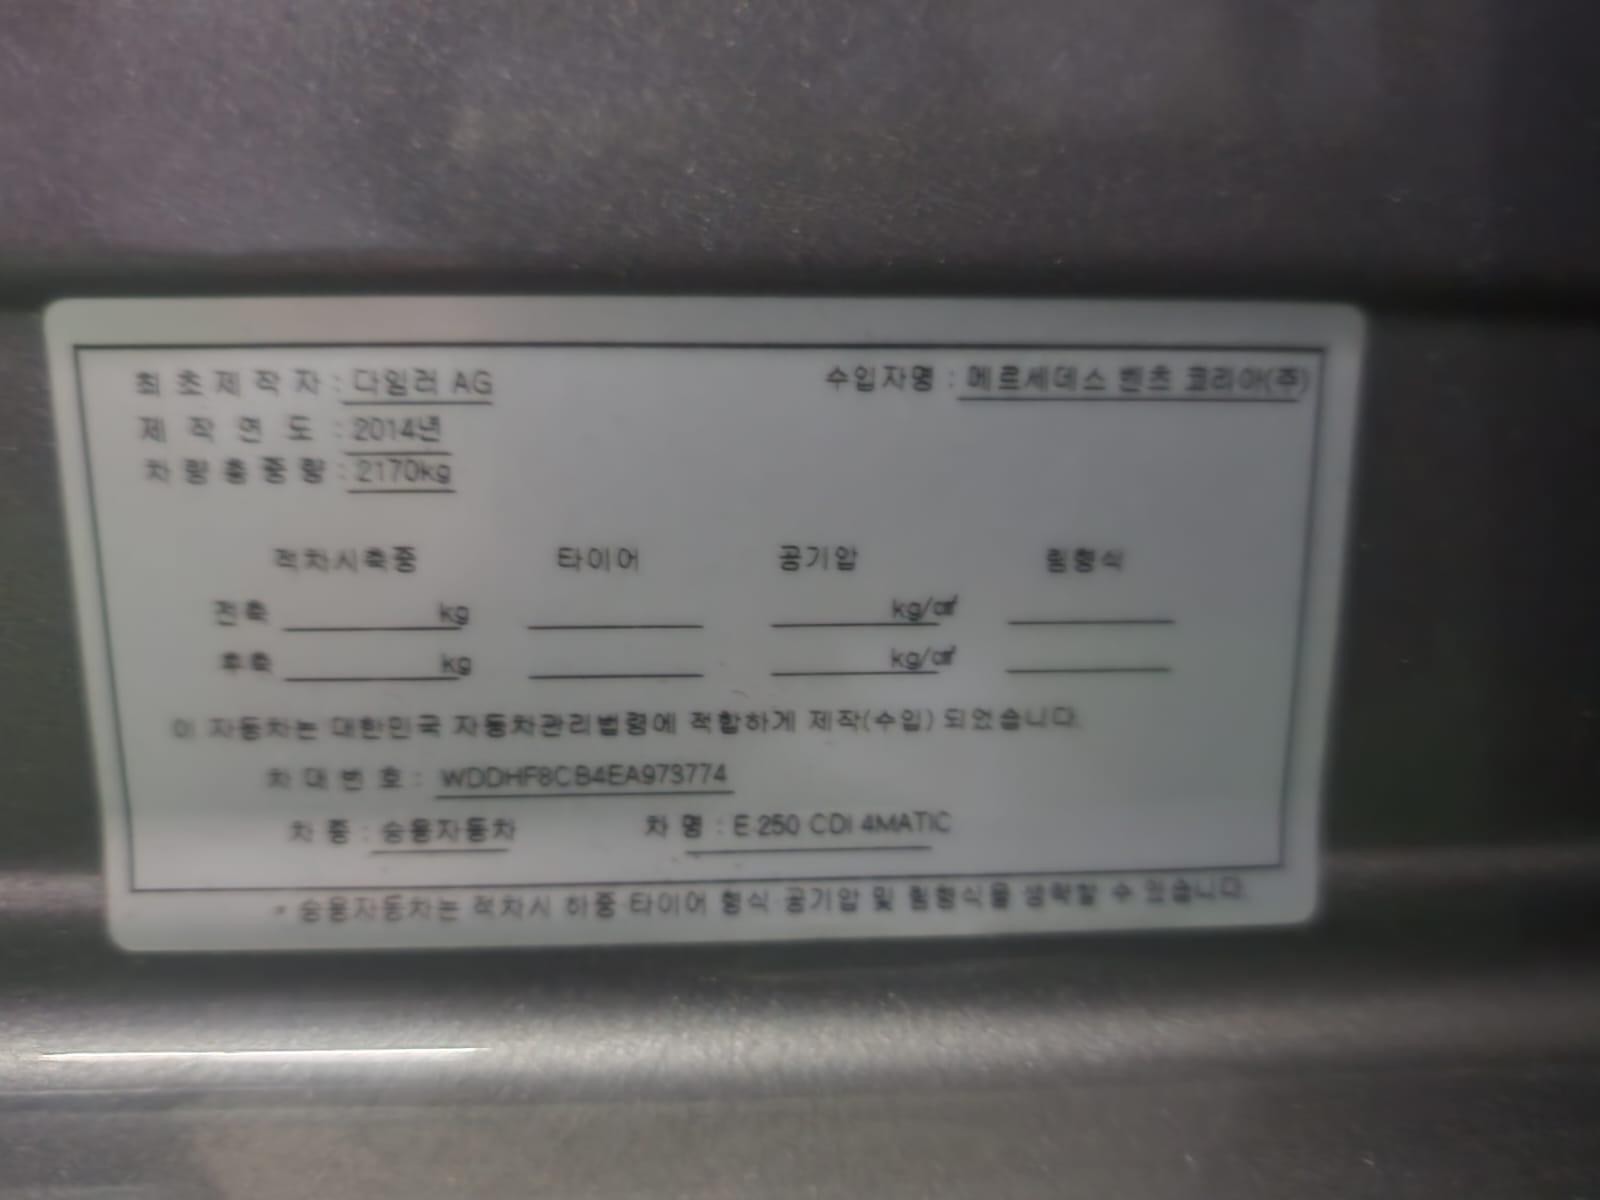 최초제작자 : 다임러 AG 수입자명 : 메르세데스 벤츠 코리아(주)
제작연도 : 2014년
차량총중량 : 2170kg
적차시축중 타이어 공기압 림형식
전축 kg kg/㎠
후축 kg kg/㎠
이 자동차는 대한민국 자동차관리법령에 적합하게 제작(수입) 되었습니다.
차대번호 : WDDHF8CB4EA973774
차종 : 승용자동차 차명 : E 250 CDI 4MATIC
* 승용자동차는 적차시 하중·타이어 형식·공기압 및 림형식을 생략할 수 있습니다.